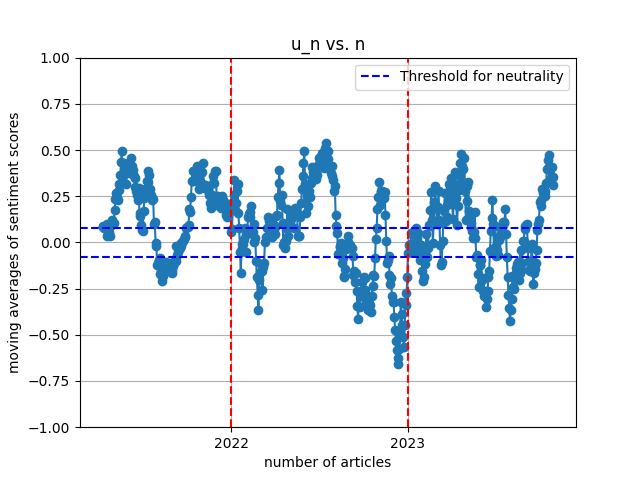 u_n vs. n
Threshold for neutrality
1.00
0.75
0.50
0.25
0.00
−0.25
−0.50
−0.75
−1.00
moving averages of sentiment scores
2022
2023
number of articles